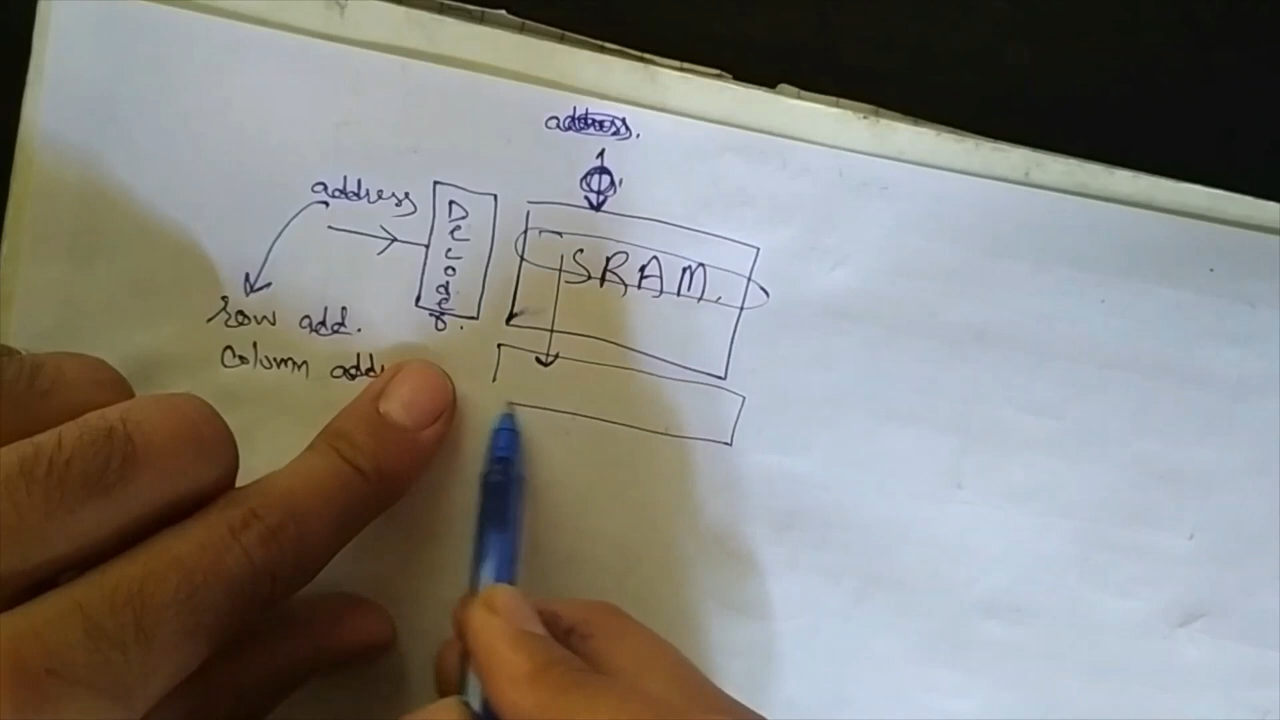 address.
address
Decoder.
SRAM.
row add.
Column add